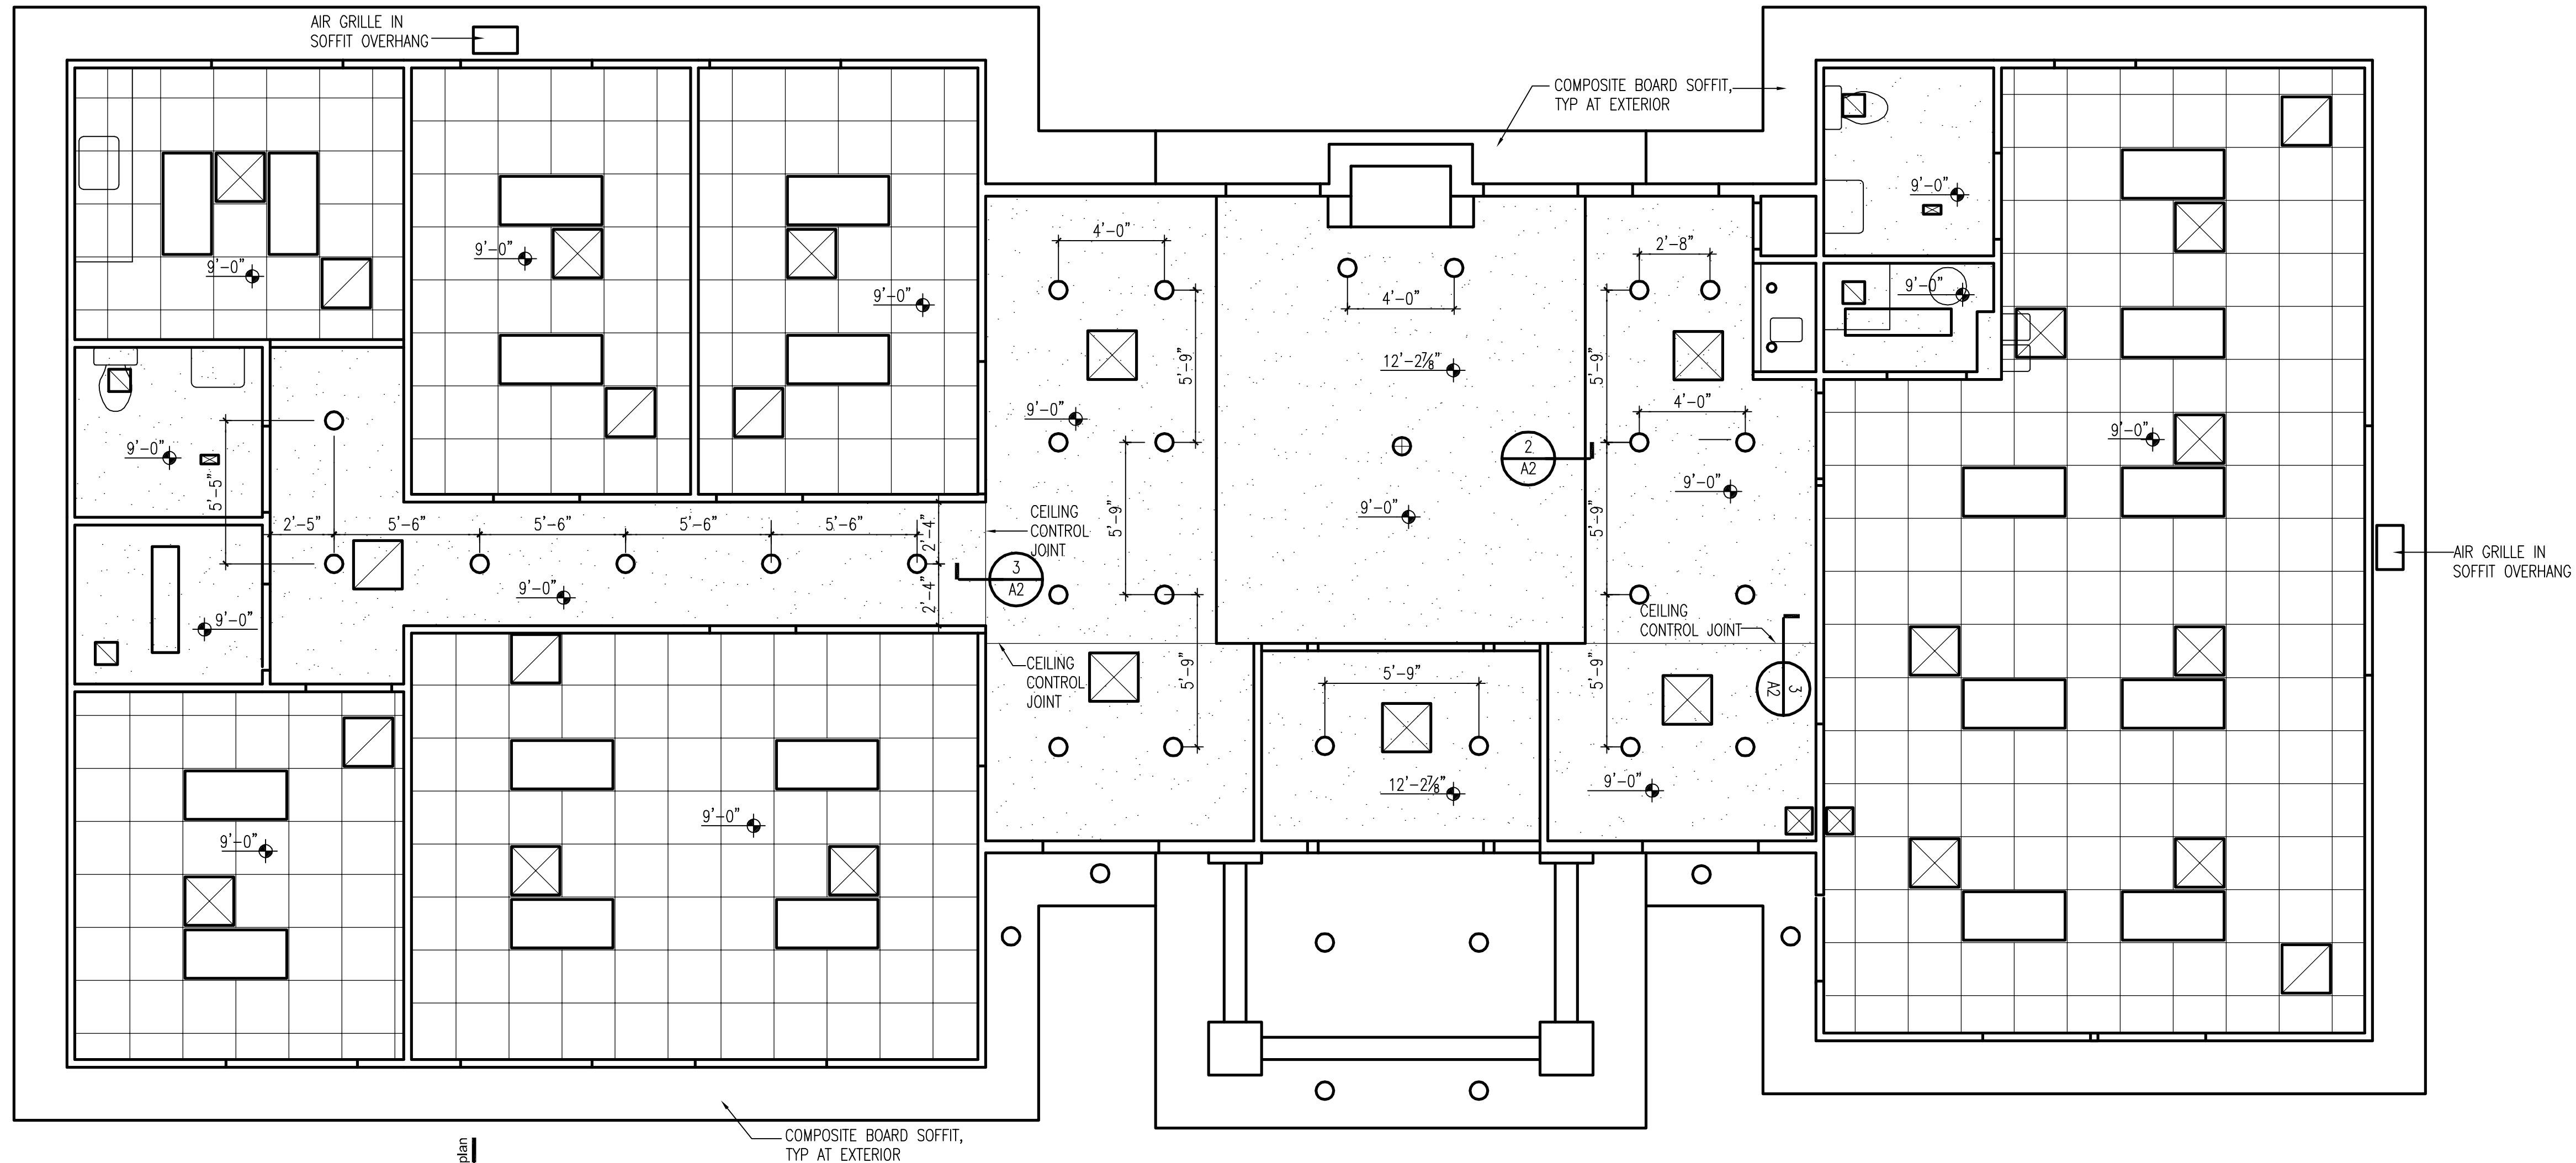 AIR GRILLE IN
SOFFIT OVERHANG
COMPOSITE BOARD SOFFIT,
TYP AT EXTERIOR
9'-0"
9'-0"
9'-0"
9'-0"
4'-0"
2'-8"
4'-0"
9'-0"
9'-0"
5'-9"
12'-2⅞"
5'-9"
9'-0"
4'-0"
9'-0"
9'-0"
2
A2
5'-5"
9'-0"
5'-9"
9'-0"
5'-9"
2'-5"
5'-6"
5'-6"
5'-6"
5'-6"
2'-4"
CEILING
CONTROL
JOINT
AIR GRILLE IN
SOFFIT OVERHANG
3
A2
9'-0"
2'-4"
9'-0"
CEILING
CONTROL JOINT
CEILING
CONTROL
JOINT
5'-9"
5'-9"
5'-9"
3
A2
9'-0"
12'-2⅞"
9'-0"
9'-0"
COMPOSITE BOARD SOFFIT,
TYP AT EXTERIOR
plan